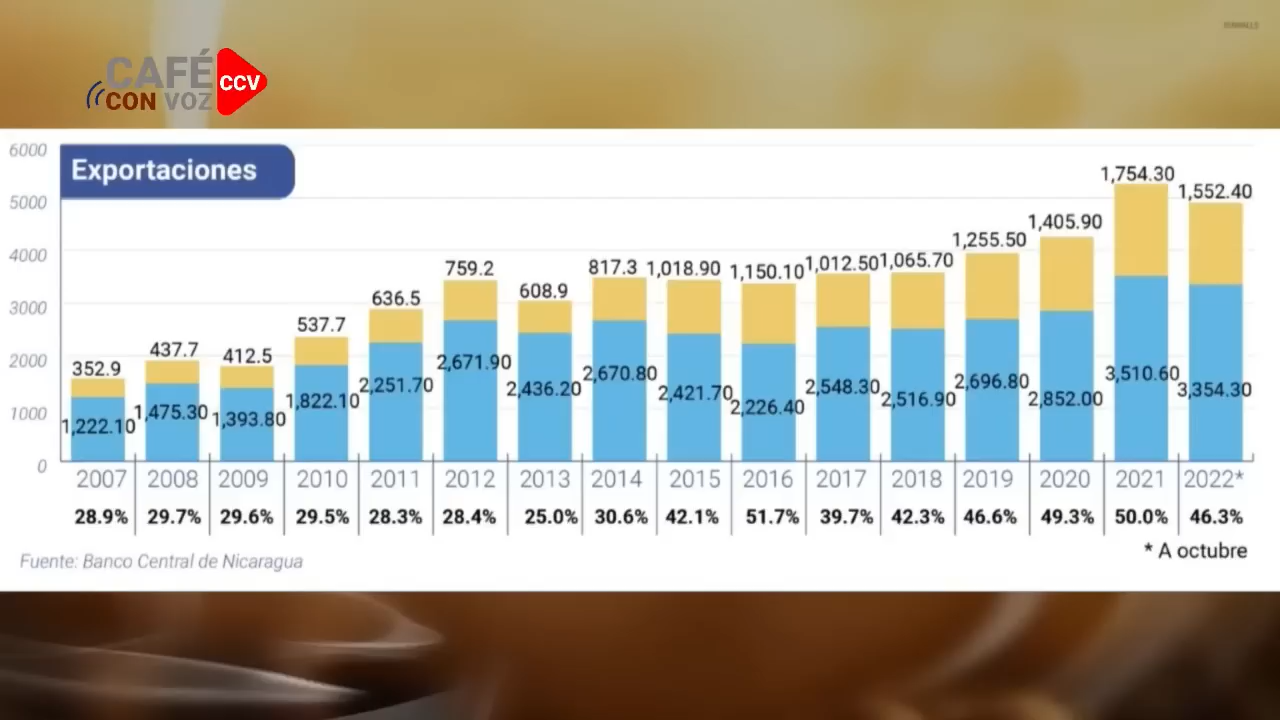 CAFÉ
CON VOZ
CCV
Exportaciones
6000
5000
4000
3000
2000
1000
0
352.9 437.7 412.5 537.7 636.5 759.2 608.9 817.3 1,018.90 1,150.10 1,012.50 1,065.70 1,255.50 1,405.90 1,754.30 1,552.40
1,222.10 1,475.30 1,393.80 1,822.10 2,251.70 2,671.90 2,436.20 2,670.80 2,421.70 2,226.40 2,548.30 2,516.90 2,696.80 2,852.00 3,510.60 3,354.30
2007 2008 2009 2010 2011 2012 2013 2014 2015 2016 2017 2018 2019 2020 2021 2022*
28.9% 29.7% 29.6% 29.5% 28.3% 28.4% 25.0% 30.6% 42.1% 51.7% 39.7% 42.3% 46.6% 49.3% 50.0% 46.3%
* A octubre
Fuente: Banco Central de Nicaragua